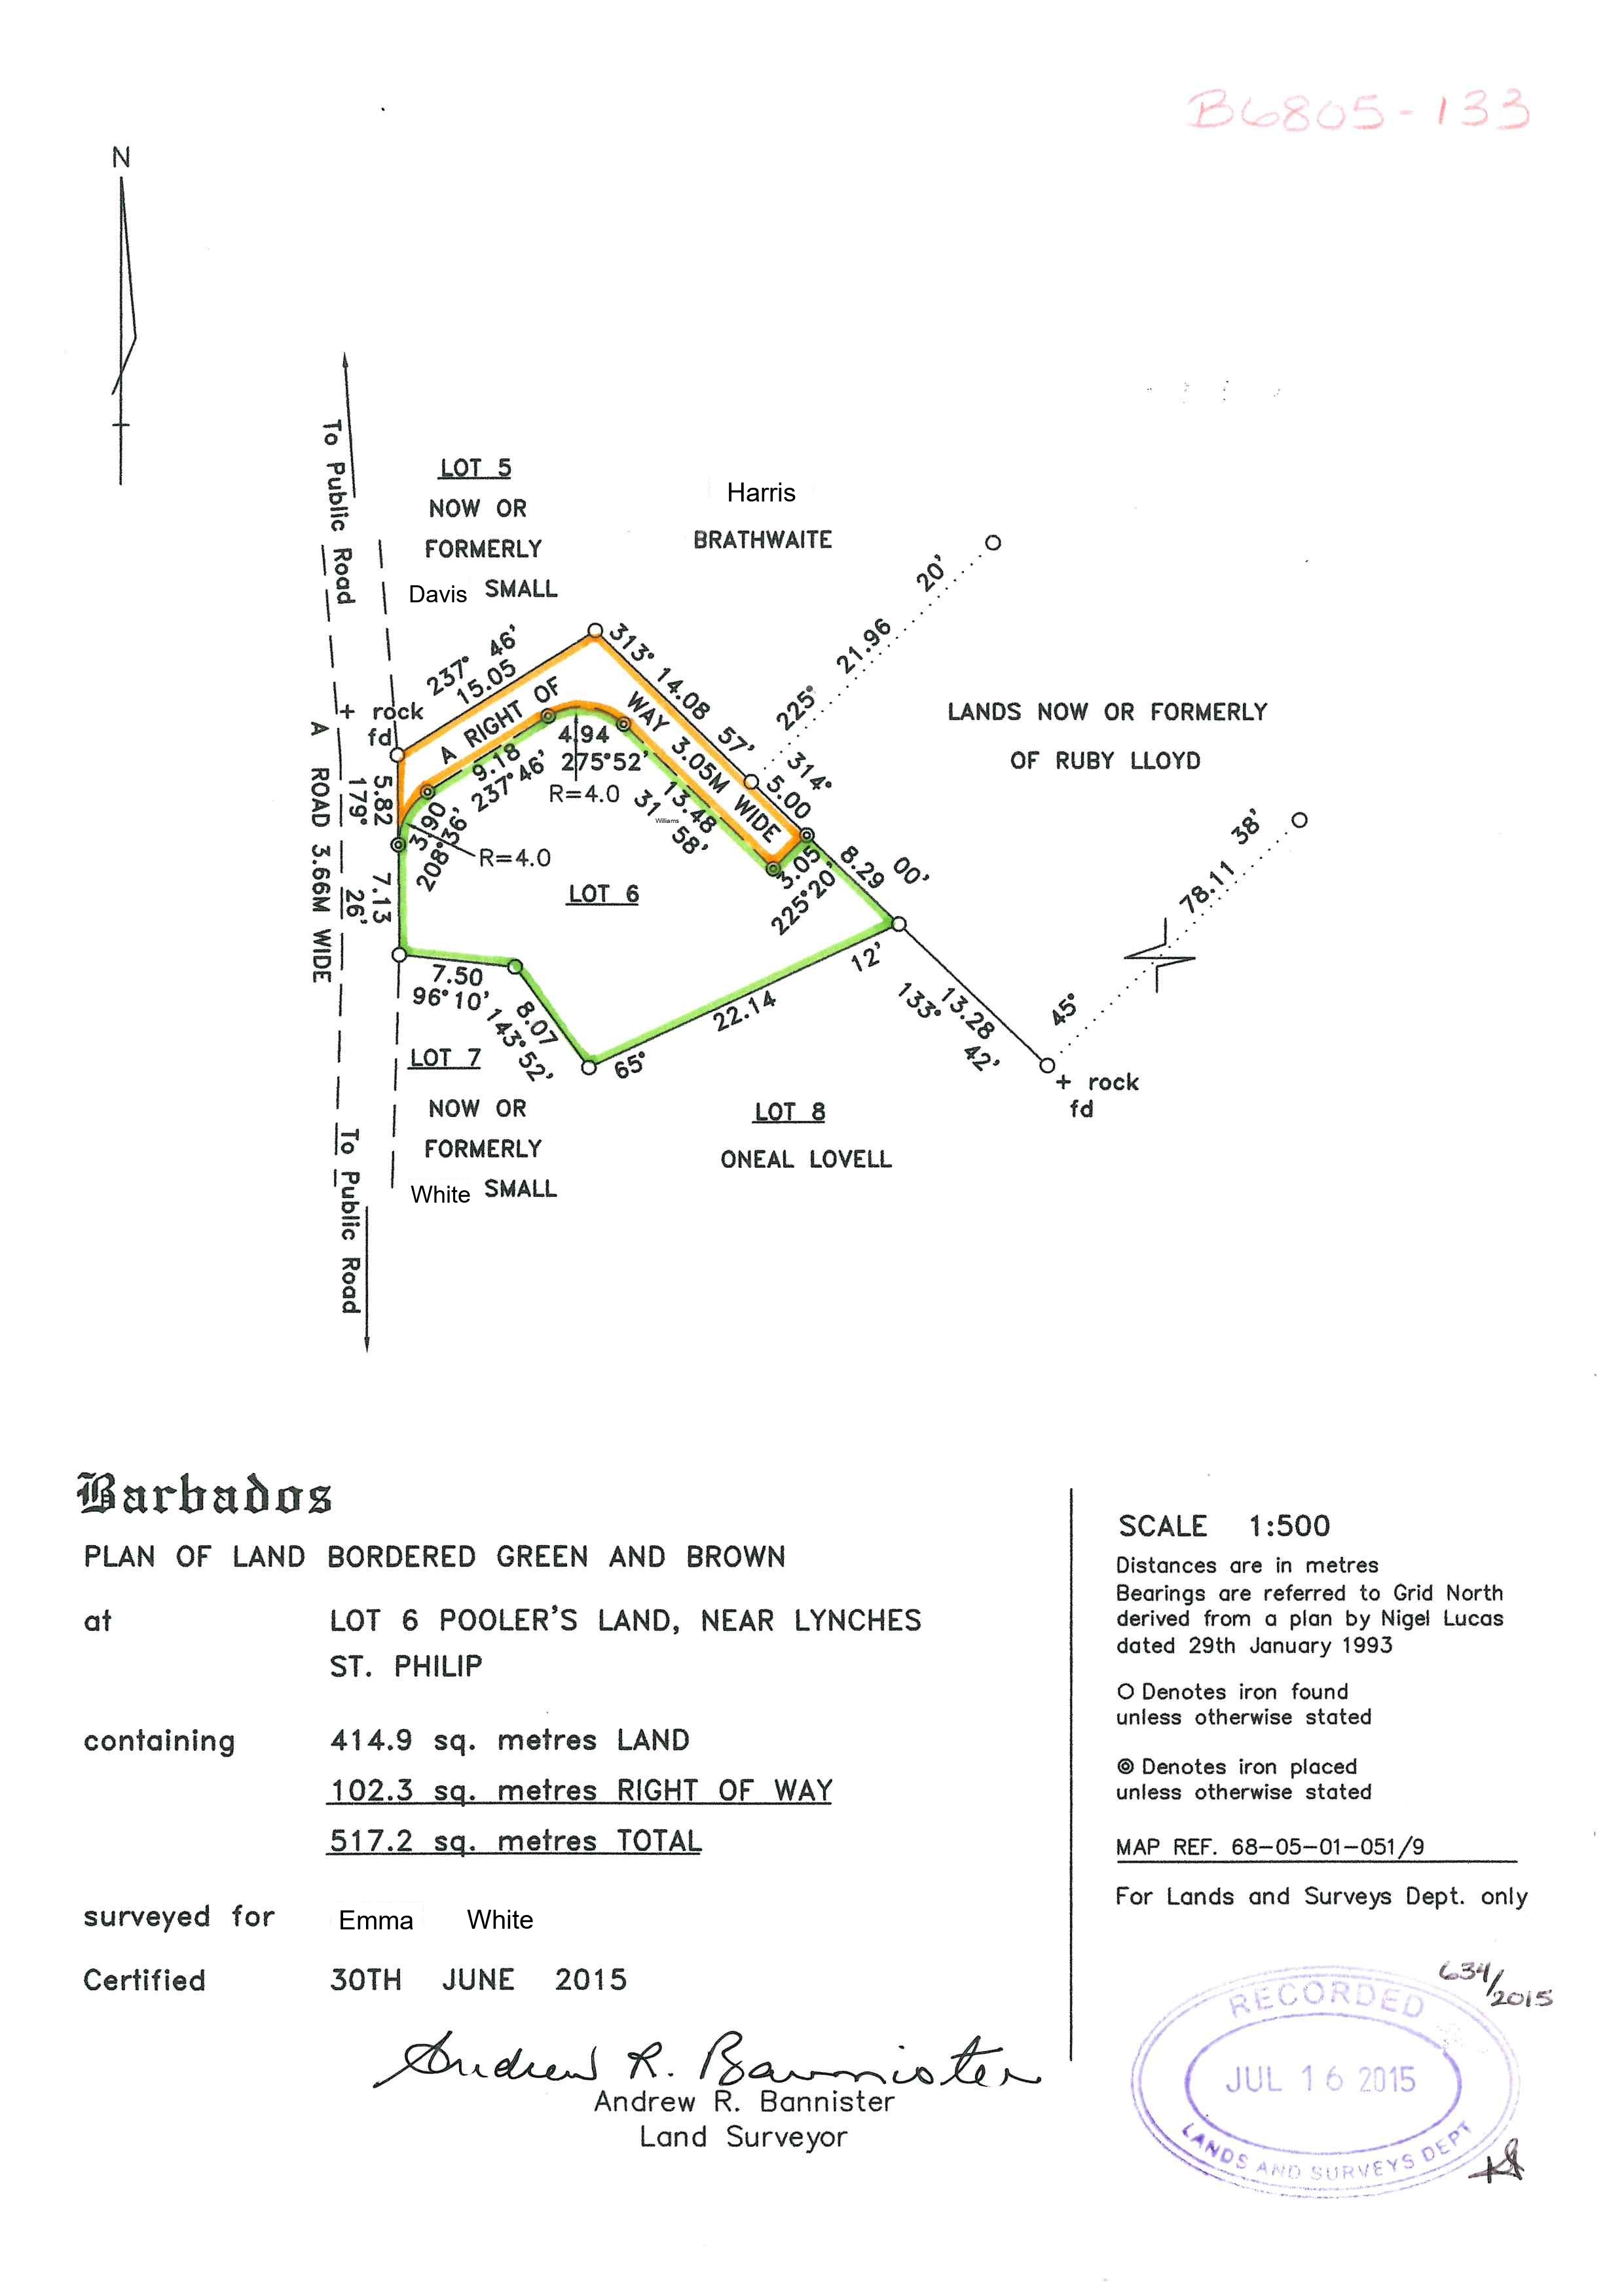 B6805-133
N
To Public Road
LOT 5
NOW OR
FORMERLY
Davis SMALL
Harris
BRATHWAITE
20'
21.96
225°
237° 46'
15.05
313° 57'
14.08
314° 00'
5.00
8.29
A RIGHT OF WAY 3.05M WIDE
+ rock
fd
LANDS NOW OR FORMERLY
OF RUBY LLOYD
4.94
275°52'
R=4.0
9.18
237°46'
13.48
58'
Williams
5.82
179° 26'
7.13
3.90
208°36'
R=4.0
3.05
225°20'
A ROAD 3.66M WIDE
LOT 6
38'
78.11
45°
7.50
96°10'
8.07
143°52'
65° 12'
22.14
133° 42'
13.28
+ rock
fd
LOT 7
NOW OR
FORMERLY
White SMALL
LOT 8
ONEAL LOVELL
To Public Road
Barbados
PLAN OF LAND BORDERED GREEN AND BROWN
at LOT 6 POOLER'S LAND, NEAR LYNCHES
ST. PHILIP
containing 414.9 sq. metres LAND
102.3 sq. metres RIGHT OF WAY
517.2 sq. metres TOTAL
surveyed for Emma White
Certified 30TH JUNE 2015
Andrew R. Bannister
Andrew R. Bannister
Land Surveyor
SCALE 1:500
Distances are in metres
Bearings are referred to Grid North
derived from a plan by Nigel Lucas
dated 29th January 1993
O Denotes iron found
unless otherwise stated
◎ Denotes iron placed
unless otherwise stated
MAP REF. 68-05-01-051/9
For Lands and Surveys Dept. only
634/2015
RECORDED
JUL 16 2015
LANDS AND SURVEYS DEPT